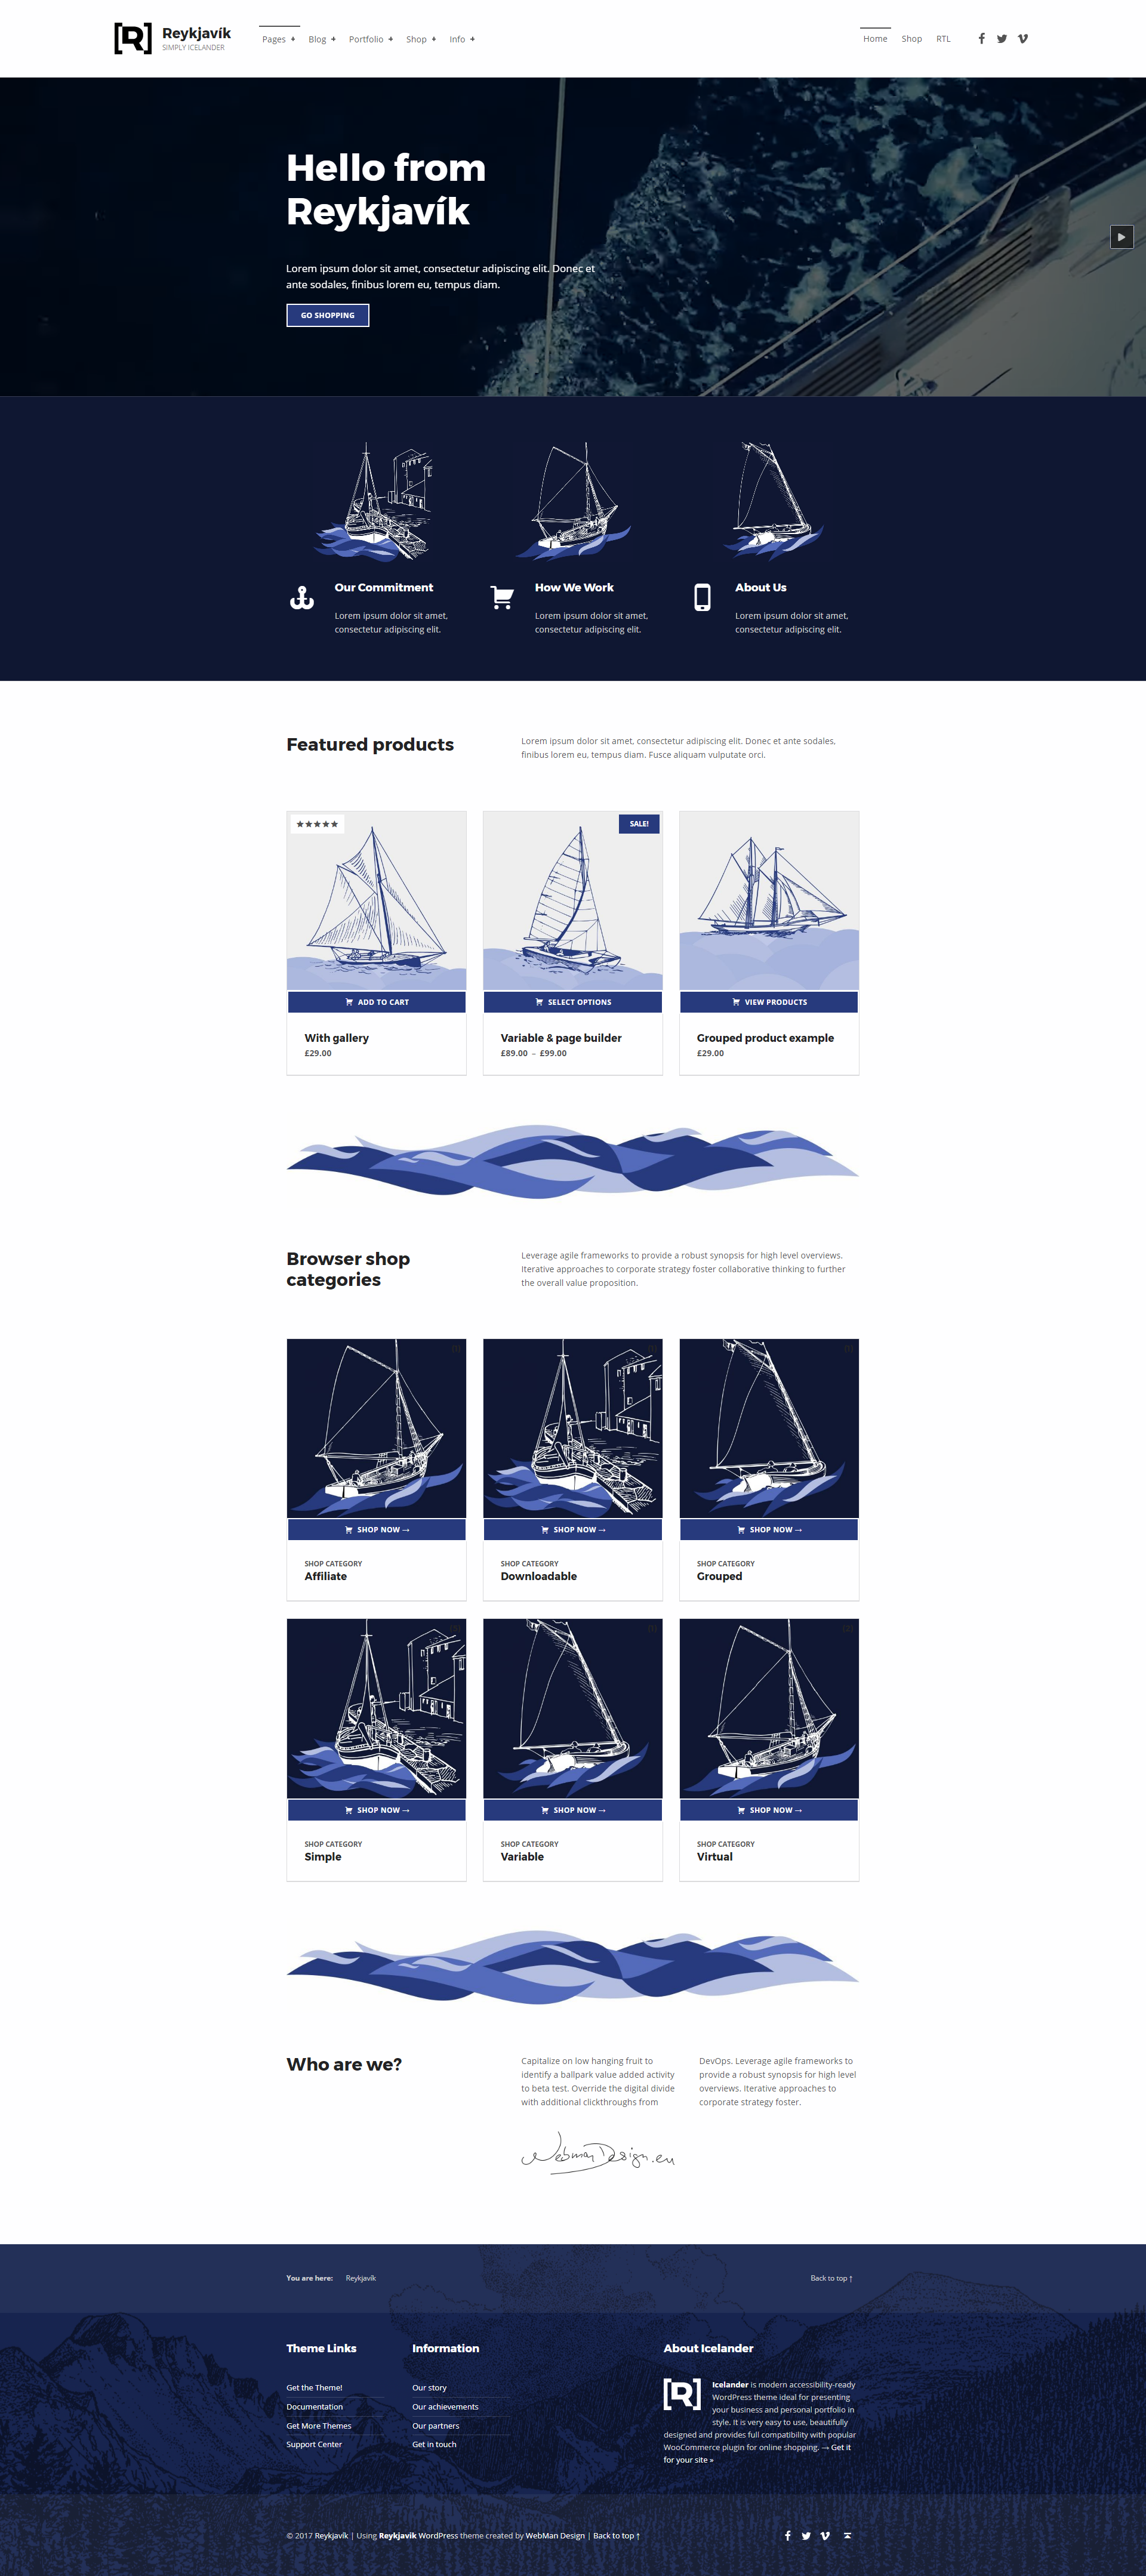 [R] Reykjavík
SIMPLY ICELANDER
Pages + Blog + Portfolio + Shop + Info +
Home Shop RTL
Hello from
Reykjavík
Lorem ipsum dolor sit amet, consectetur adipiscing elit. Donec et
ante sodales, finibus lorem eu, tempus diam.
GO SHOPPING
Our Commitment
Lorem ipsum dolor sit amet,
consectetur adipiscing elit.
How We Work
Lorem ipsum dolor sit amet,
consectetur adipiscing elit.
About Us
Lorem ipsum dolor sit amet,
consectetur adipiscing elit.
Featured products
Lorem ipsum dolor sit amet, consectetur adipiscing elit. Donec et ante sodales,
finibus lorem eu, tempus diam. Fusce aliquam vulputate orci.
ADD TO CART
With gallery
£29.00
SALE!
SELECT OPTIONS
Variable & page builder
£89.00 – £99.00
VIEW PRODUCTS
Grouped product example
£29.00
Browser shop
categories
Leverage agile frameworks to provide a robust synopsis for high level overviews.
Iterative approaches to corporate strategy foster collaborative thinking to further
the overall value proposition.
SHOP NOW →
SHOP CATEGORY
Affiliate
SHOP NOW →
SHOP CATEGORY
Downloadable
SHOP NOW →
SHOP CATEGORY
Grouped
SHOP NOW →
SHOP CATEGORY
Simple
SHOP NOW →
SHOP CATEGORY
Variable
SHOP NOW →
SHOP CATEGORY
Virtual
Who are we?
Capitalize on low hanging fruit to
identify a ballpark value added activity
to beta test. Override the digital divide
with additional clickthroughs from
DevOps. Leverage agile frameworks to
provide a robust synopsis for high level
overviews. Iterative approaches to
corporate strategy foster.
WebmanDesign.eu
You are here: Reykjavík
Back to top ↑
Theme Links
Get the Theme!
Documentation
Get More Themes
Support Center
Information
Our story
Our achievements
Our partners
Get in touch
About Icelander
[R]
Icelander is modern accessibility-ready
WordPress theme ideal for presenting
your business and personal portfolio in
style. It is very easy to use, beautifully
designed and provides full compatibility with popular
WooCommerce plugin for online shopping. → Get it
for your site »
© 2017 Reykjavík | Using Reykjavik WordPress theme created by WebMan Design | Back to top ↑